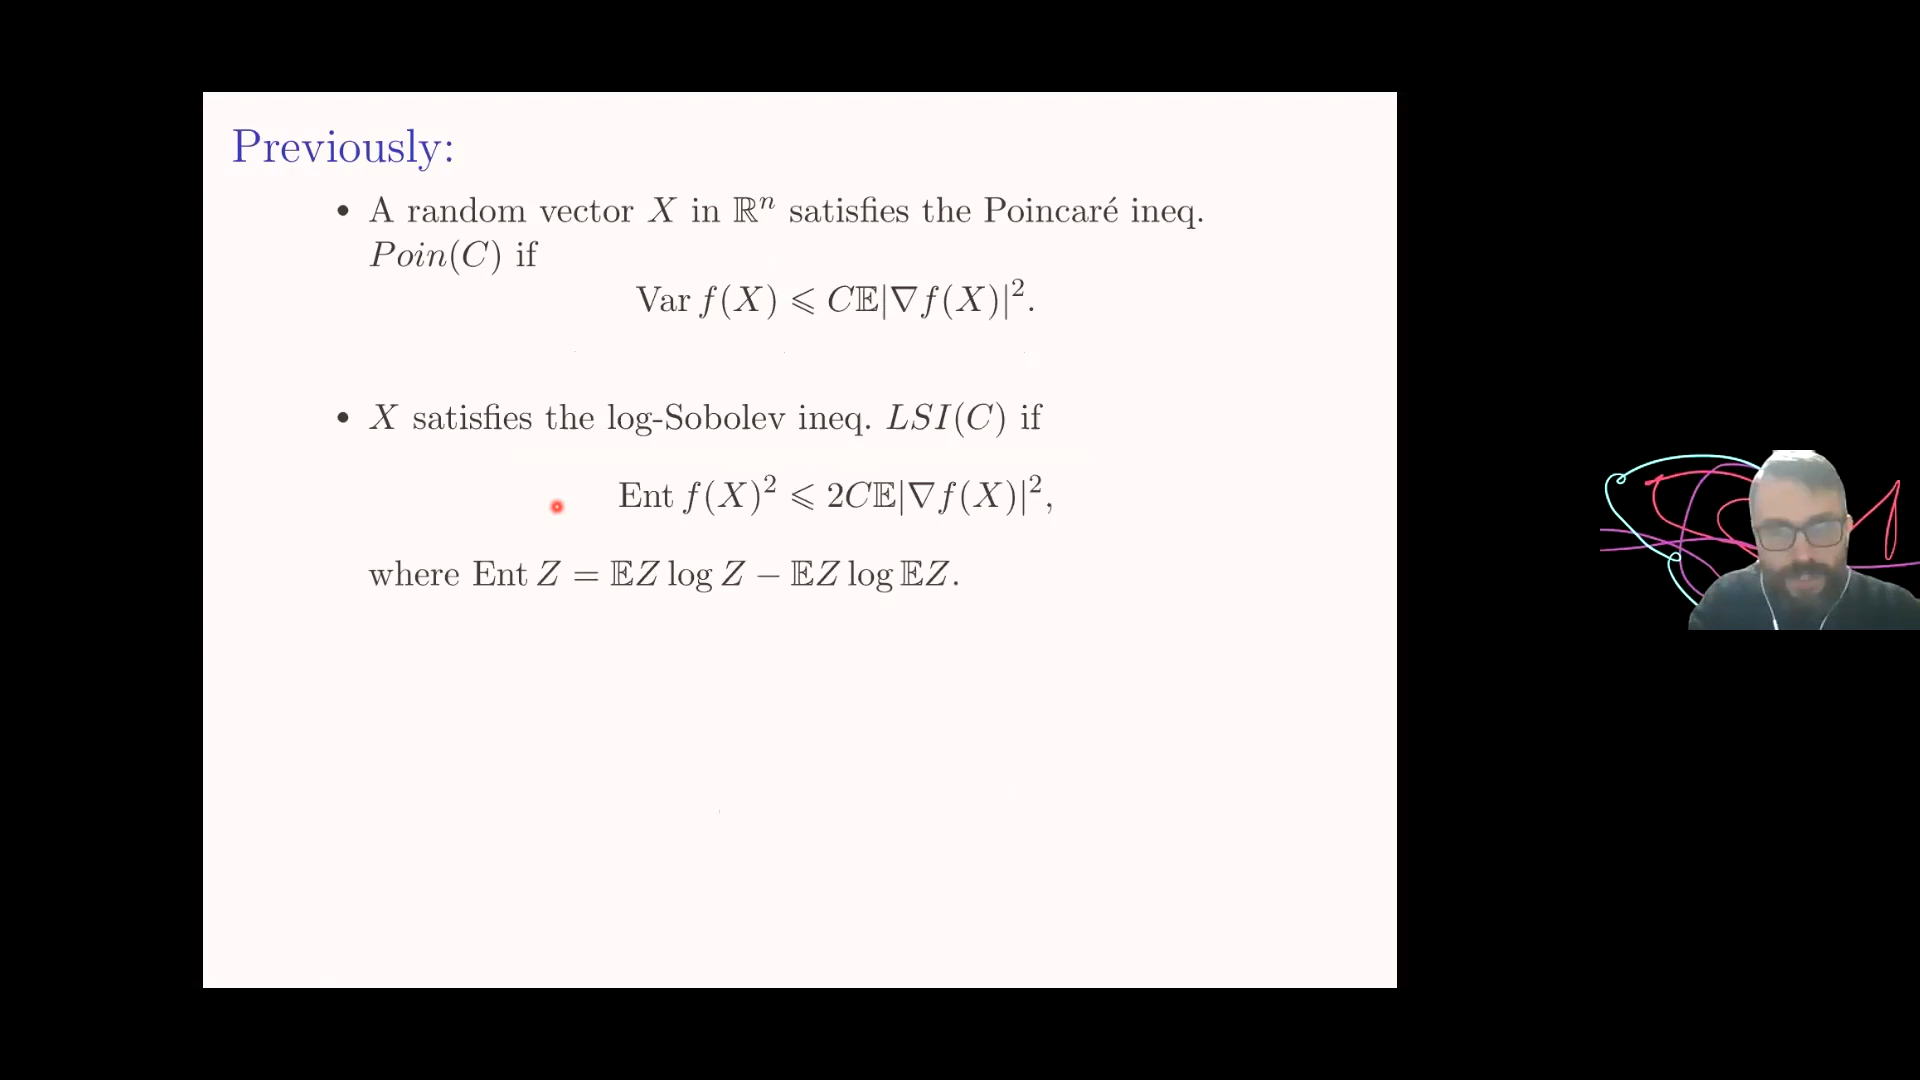 Previously:
• A random vector X in ℝⁿ satisfies the Poincaré ineq.
Poin(C) if
Var f(X) ⩽ C𝔼|∇f(X)|².
• X satisfies the log-Sobolev ineq. LSI(C) if
Ent f(X)² ⩽ 2C𝔼|∇f(X)|²,
where Ent Z = 𝔼Z log Z − 𝔼Z log 𝔼Z.